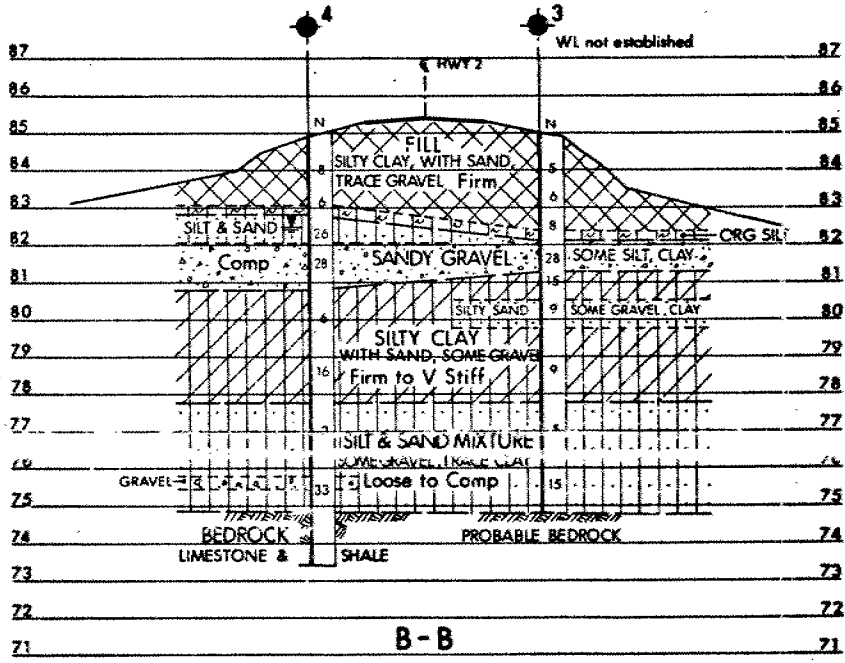 4
3
WL not established
87 87
℄ HWY 2
86 86
N N
85 85
FILL
84 8 SILTY CLAY, WITH SAND, 5 84
TRACE GRAVEL Firm
83 6 6 83
SILT & SAND 26 8 ORG SILT
82 82
Comp 28 SANDY GRAVEL 28 SOME SILT, CLAY
81 15 81
SILTY SAND 9 SOME GRAVEL, CLAY
80 6 80
SILTY CLAY
79 WITH SAND, SOME GRAVEL 79
16 Firm to V Stiff 9
78 78
77 77
SILT & SAND MIXTURE
76 SOME GRAVEL, TRACE CLAY
GRAVEL 33 Loose to Comp 15
75 75
BEDROCK PROBABLE BEDROCK
74 74
LIMESTONE & SHALE
73 73
72 72
B-B
71 71